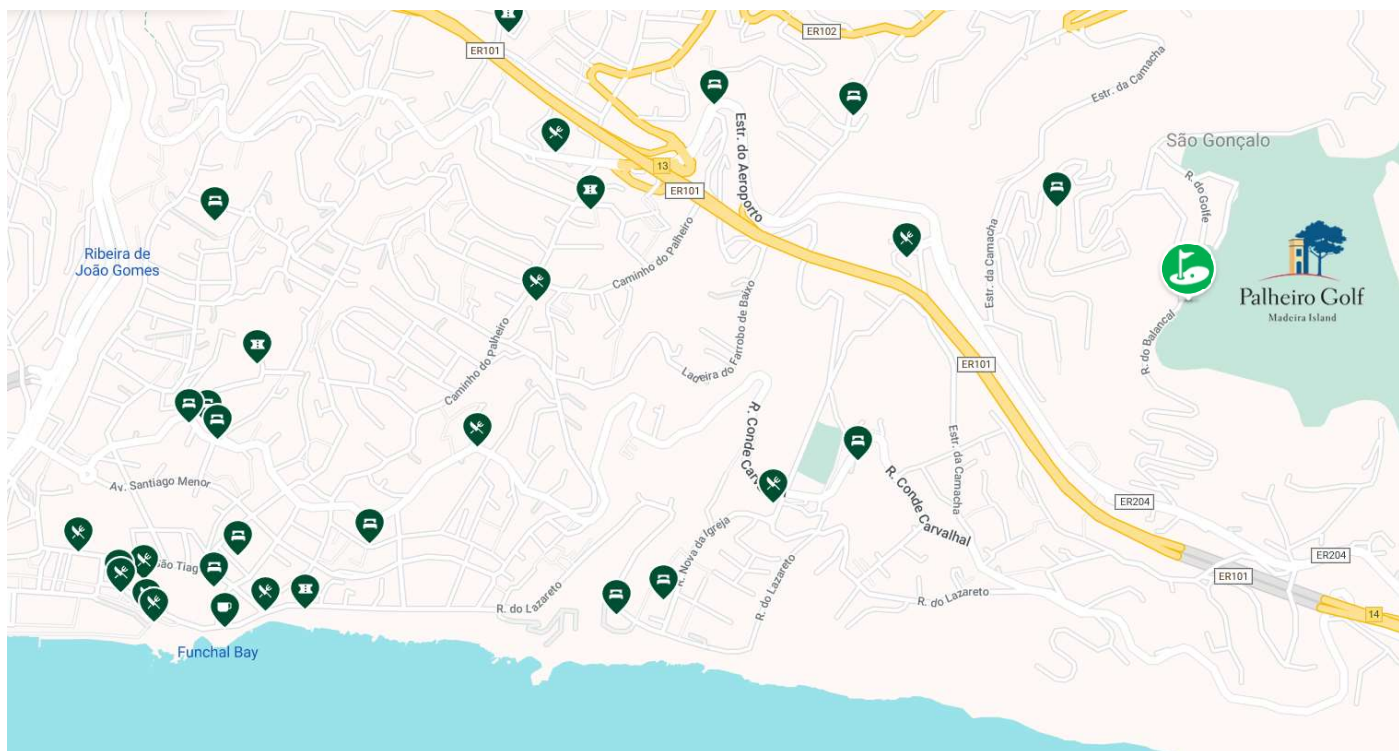 ER102
ER101
Estr. da Camacha
Estr. do Aeroporto
São Gonçalo
13
ER101
R. do Golfe
Estr. da Camacha
Caminho do Palheiro
Ribeira de
João Gomes
Palheiro Golf
Madeira Island
Ladeira do Farrobo de Baixo
R. do Balancal
Caminho do Palheiro
ER101
R. Conde
Estr. da Camacha
R. Conde Carvalhal
Av. Santiago Menor
ER204
R. Nova da Igreja
ER204
ER101
R. do Lazareto
R. do Lazareto
R. do Lazareto
14
Funchal Bay